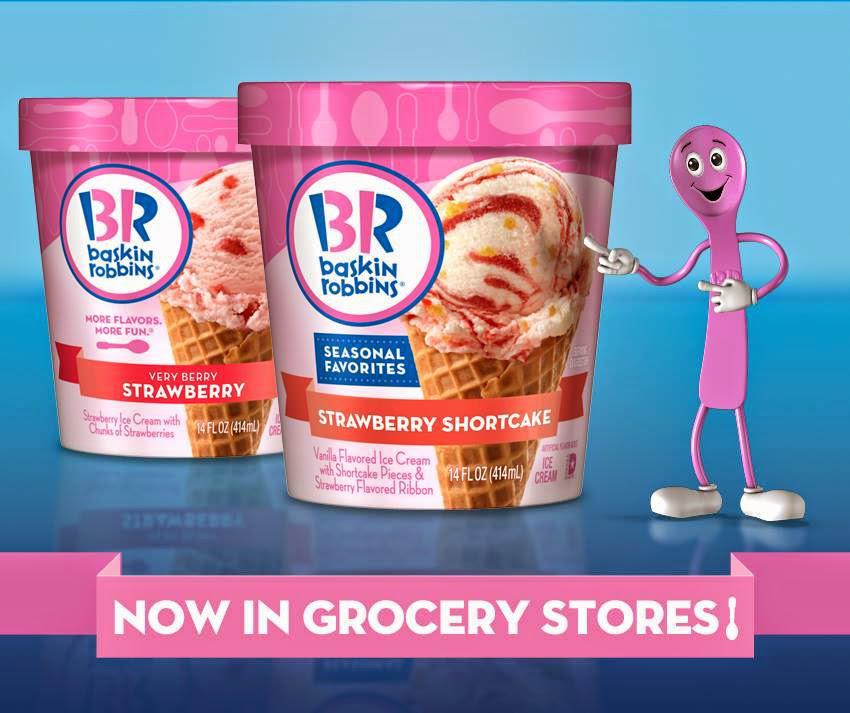 BR
baskin
robbins®
MORE FLAVORS.
MORE FUN.®
VERY BERRY
STRAWBERRY
Strawberry Ice Cream with
Chunks of Strawberries
14 FL OZ (414mL)
BR
baskin
robbins®
SEASONAL
FAVORITES
STRAWBERRY SHORTCAKE
Vanilla Flavored Ice Cream
with Shortcake Pieces &
Strawberry Flavored Ribbon
14 FL OZ (414mL)
ICE
CREAM
NOW IN GROCERY STORES!